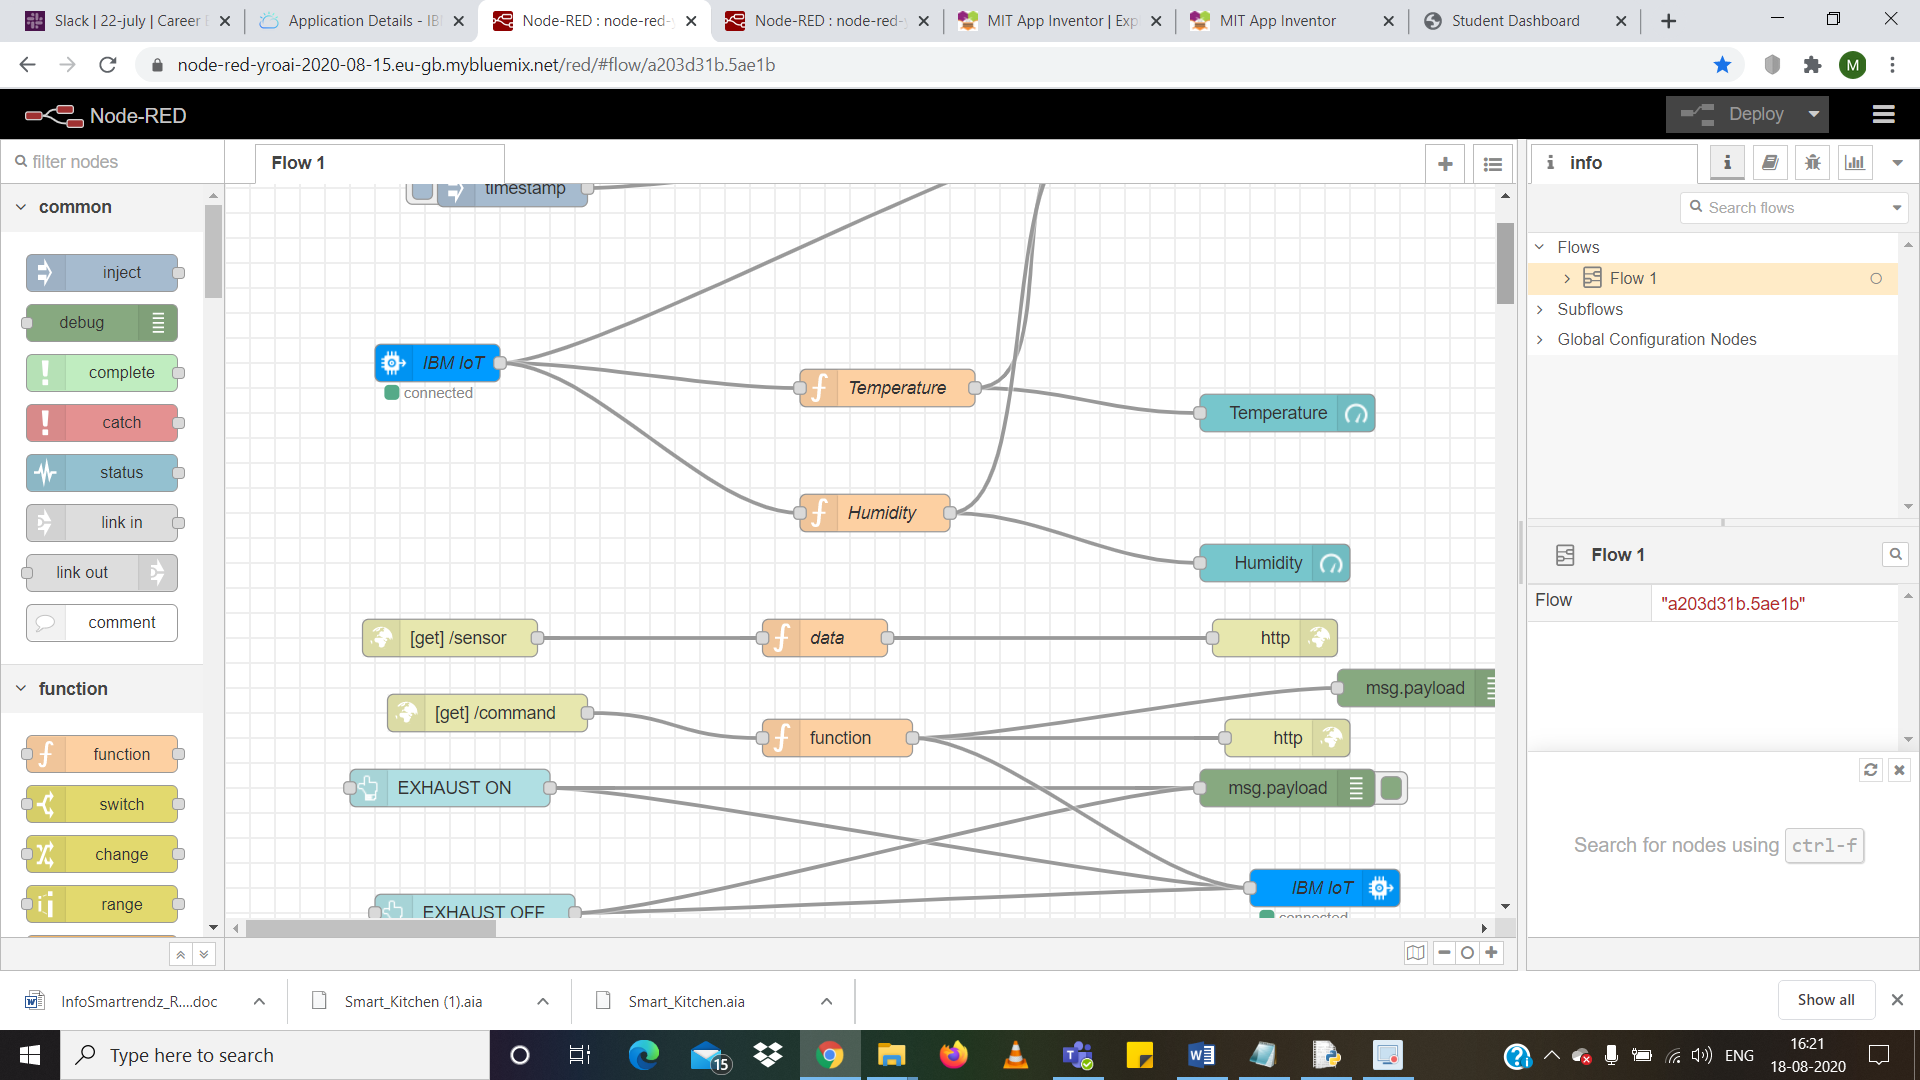 Slack | 22-july | Career
Application Details - IB
Node-RED : node-red-y
Node-RED : node-red-y
MIT App Inventor | Exp
MIT App Inventor
Student Dashboard
node-red-yroai-2020-08-15.eu-gb.mybluemix.net/red/#flow/a203d31b.5ae1b
M
Node-RED
Deploy
filter nodes
Flow 1
info
common
timestamp
Search flows
inject
debug
complete
catch
status
link in
link out
comment
function
function
switch
change
range
Flows
Flow 1
Subflows
Global Configuration Nodes
IBM IoT
connected
Temperature
Temperature
Humidity
Humidity
[get] /sensor
data
http
msg.payload
[get] /command
function
http
EXHAUST ON
msg.payload
IBM IoT
connected
EXHAUST OFF
Flow 1
Flow
"a203d31b.5ae1b"
Search for nodes using ctrl-f
InfoSmartrendz_R....doc
Smart_Kitchen (1).aia
Smart_Kitchen.aia
Show all
Type here to search
15
ENG
16:21
18-08-2020